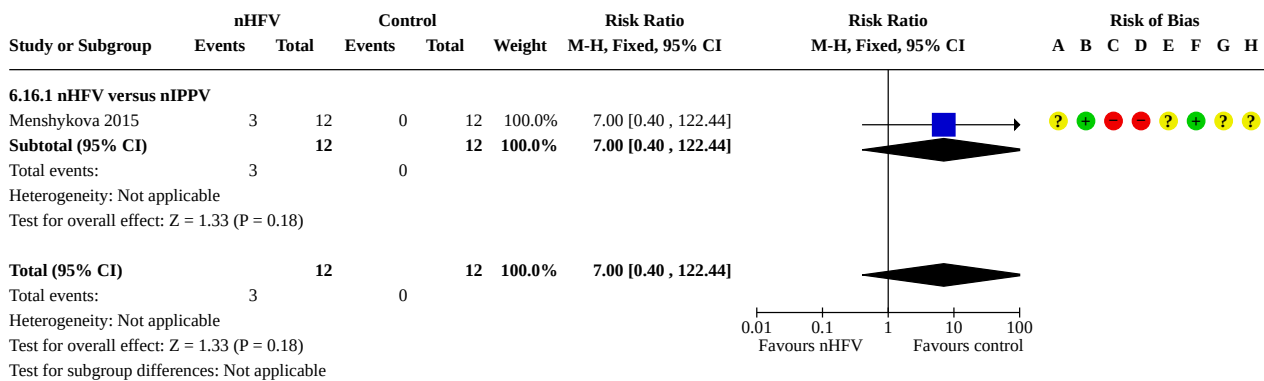 nHFV Control Risk Ratio Risk Ratio Risk of Bias
Study or Subgroup Events Total Events Total Weight M-H, Fixed, 95% CI M-H, Fixed, 95% CI A B C D E F G H
6.16.1 nHFV versus nIPPV
Menshykova 2015 3 12 0 12 100.0% 7.00 [0.40 , 122.44] ? + − − ? + ? ?
Subtotal (95% CI) 12 12 100.0% 7.00 [0.40 , 122.44]
Total events: 3 0
Heterogeneity: Not applicable
Test for overall effect: Z = 1.33 (P = 0.18)
Total (95% CI) 12 12 100.0% 7.00 [0.40 , 122.44]
Total events: 3 0
Heterogeneity: Not applicable
0.01 0.1 1 10 100
Test for overall effect: Z = 1.33 (P = 0.18) Favours nHFV Favours control
Test for subgroup differences: Not applicable